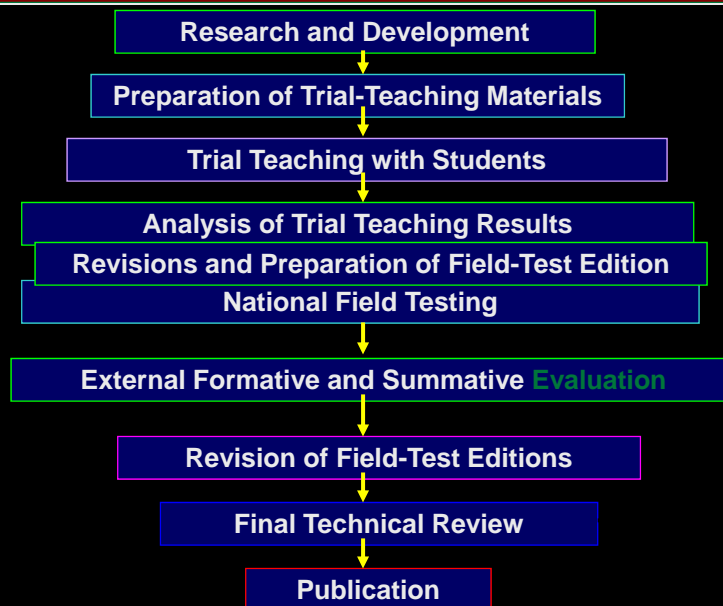 Research and Development
Preparation of Trial-Teaching Materials
Trial Teaching with Students
Analysis of Trial Teaching Results
Revisions and Preparation of Field-Test Edition
National Field Testing
External Formative and Summative Evaluation
Revision of Field-Test Editions
Final Technical Review
Publication